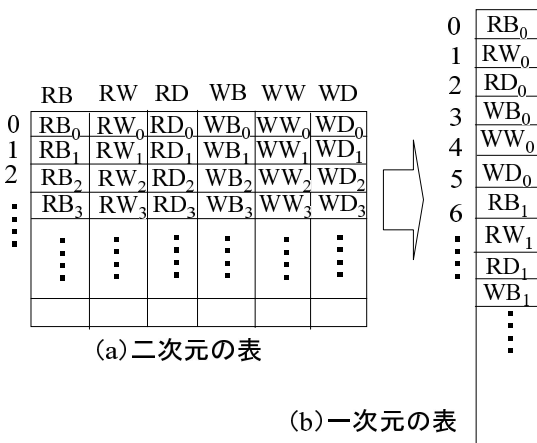 RB RW RD WB WW WD
0 RB₀ RW₀ RD₀ WB₀ WW₀ WD₀
1 RB₁ RW₁ RD₁ WB₁ WW₁ WD₁
2 RB₂ RW₂ RD₂ WB₂ WW₂ WD₂
RB₃ RW₃ RD₃ WB₃ WW₃ WD₃
(a)二次元の表
0 RB₀
1 RW₀
2 RD₀
3 WB₀
4 WW₀
5 WD₀
6 RB₁
RW₁
RD₁
WB₁
(b)一次元の表